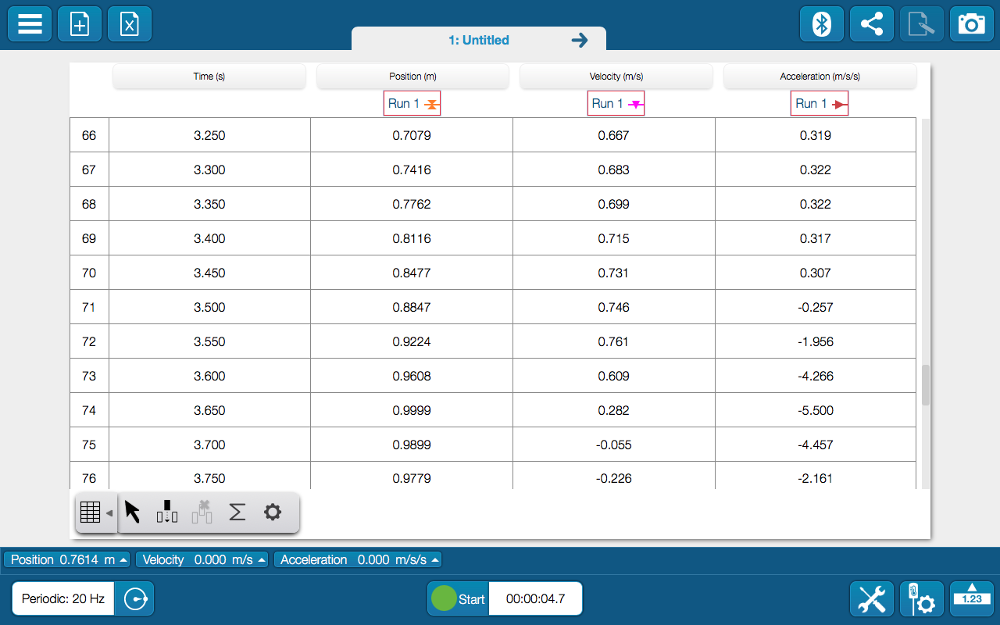 1: Untitled
Time (s) Position (m) Velocity (m/s) Acceleration (m/s/s)
Run 1 Run 1 Run 1
66 3.250 0.7079 0.667 0.319
67 3.300 0.7416 0.683 0.322
68 3.350 0.7762 0.699 0.322
69 3.400 0.8116 0.715 0.317
70 3.450 0.8477 0.731 0.307
71 3.500 0.8847 0.746 -0.257
72 3.550 0.9224 0.761 -1.956
73 3.600 0.9608 0.609 -4.266
74 3.650 0.9999 0.282 -5.500
75 3.700 0.9899 -0.055 -4.457
76 3.750 0.9779 -0.226 -2.161
Position 0.7614 m Velocity 0.000 m/s Acceleration 0.000 m/s/s
Periodic: 20 Hz Start 00:00:04.7 1.23